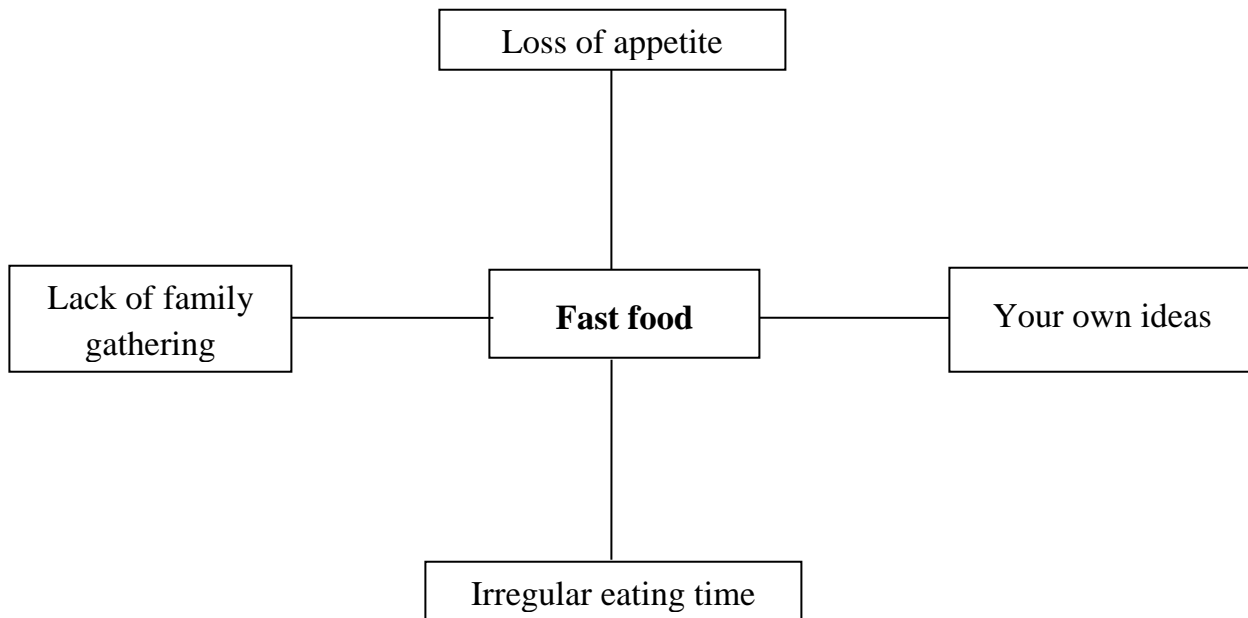 Loss of appetite
Lack of family
gathering
Fast food
Your own ideas
Irregular eating time